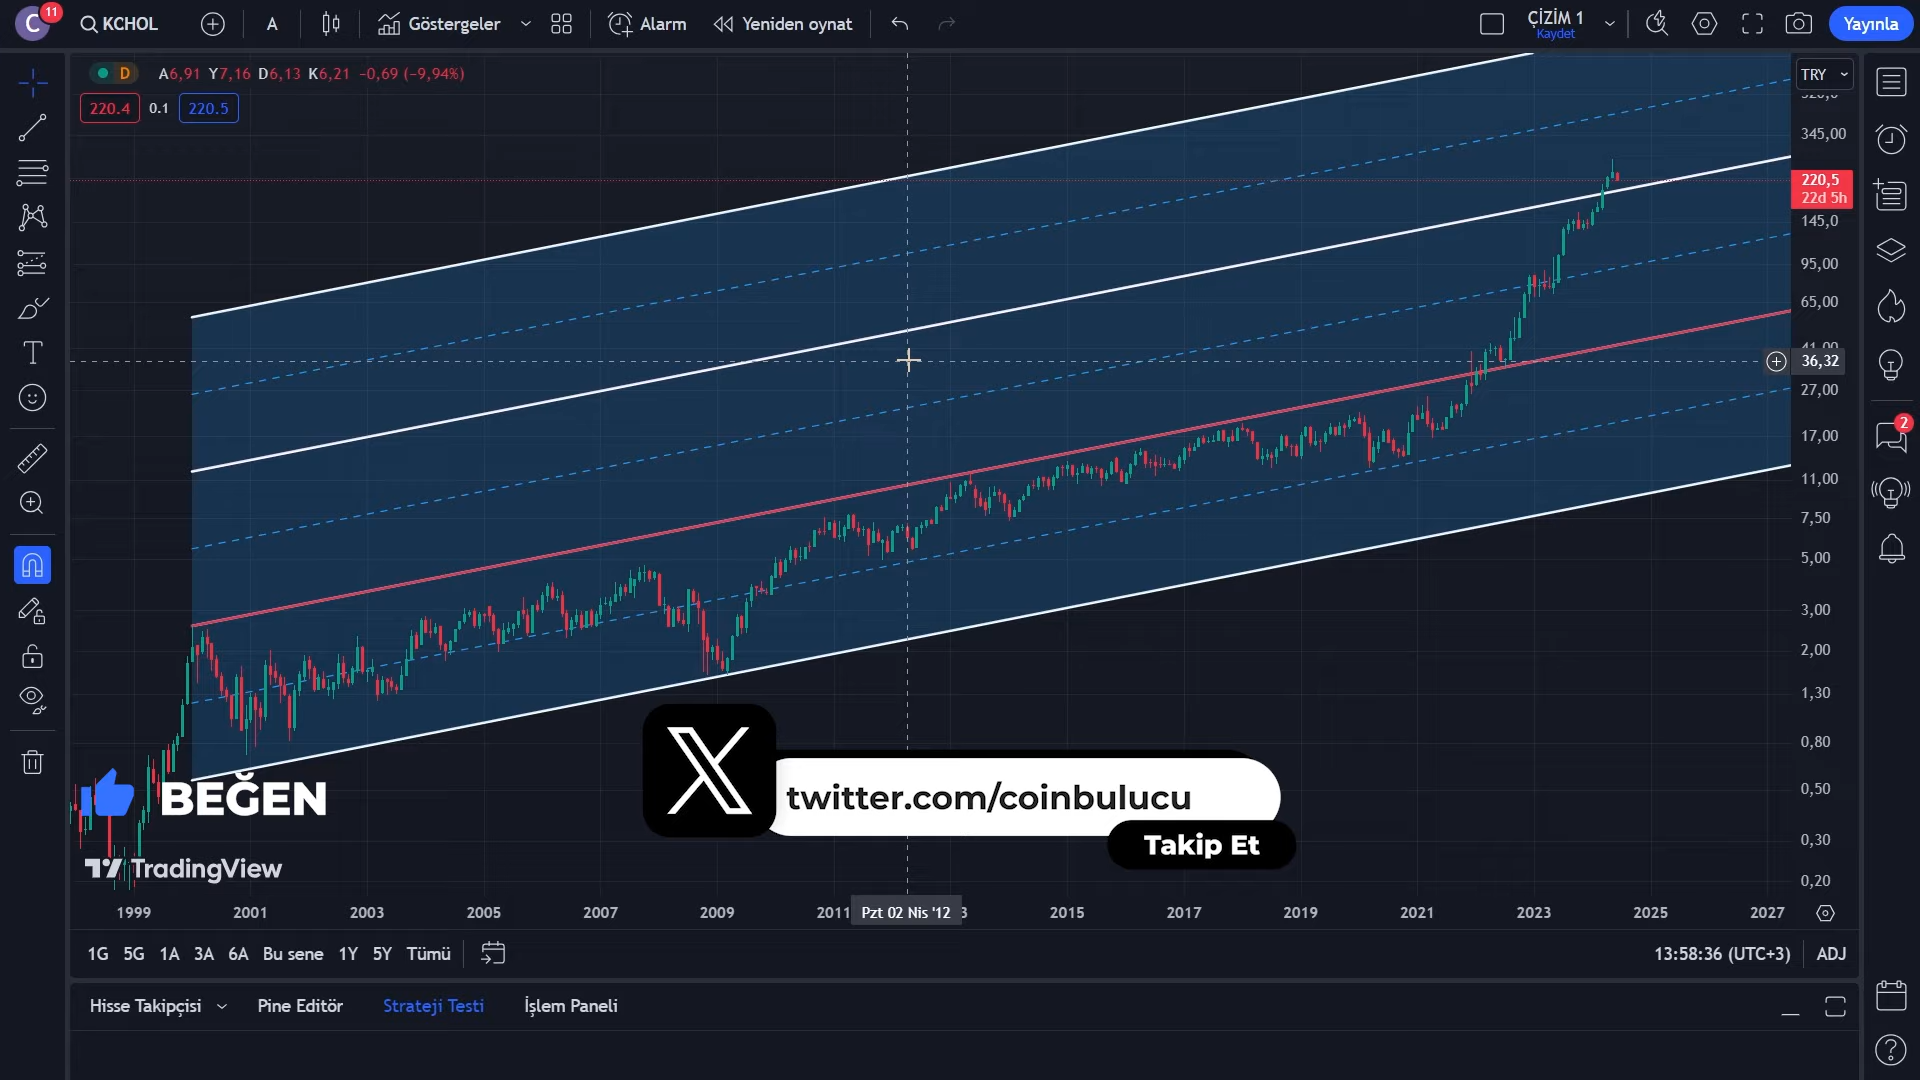 C 11 KCHOL A Göstergeler Alarm Yeniden oynat ÇİZİM 1 Kaydet Yayınla
D A6,91 Y7,16 D6,13 K6,21 −0,69 (−9,94%)
220.4 0.1 220.5
TRY
345,00
220,5
22d 5h
145,0
95,00
65,00
36,32
27,00
17,00
11,00
7,50
5,00
3,00
2,00
1,30
0,80
0,50
0,30
0,20
2
BEĞEN
twitter.com/coinbulucu
Takip Et
TradingView
1999 2001 2003 2005 2007 2009 2011 Pzt 02 Nis '12 3 2015 2017 2019 2021 2023 2025 2027
1G 5G 1A 3A 6A Bu sene 1Y 5Y Tümü 13:58:36 (UTC+3) ADJ
Hisse Takipçisi Pine Editör Strateji Testi İşlem Paneli